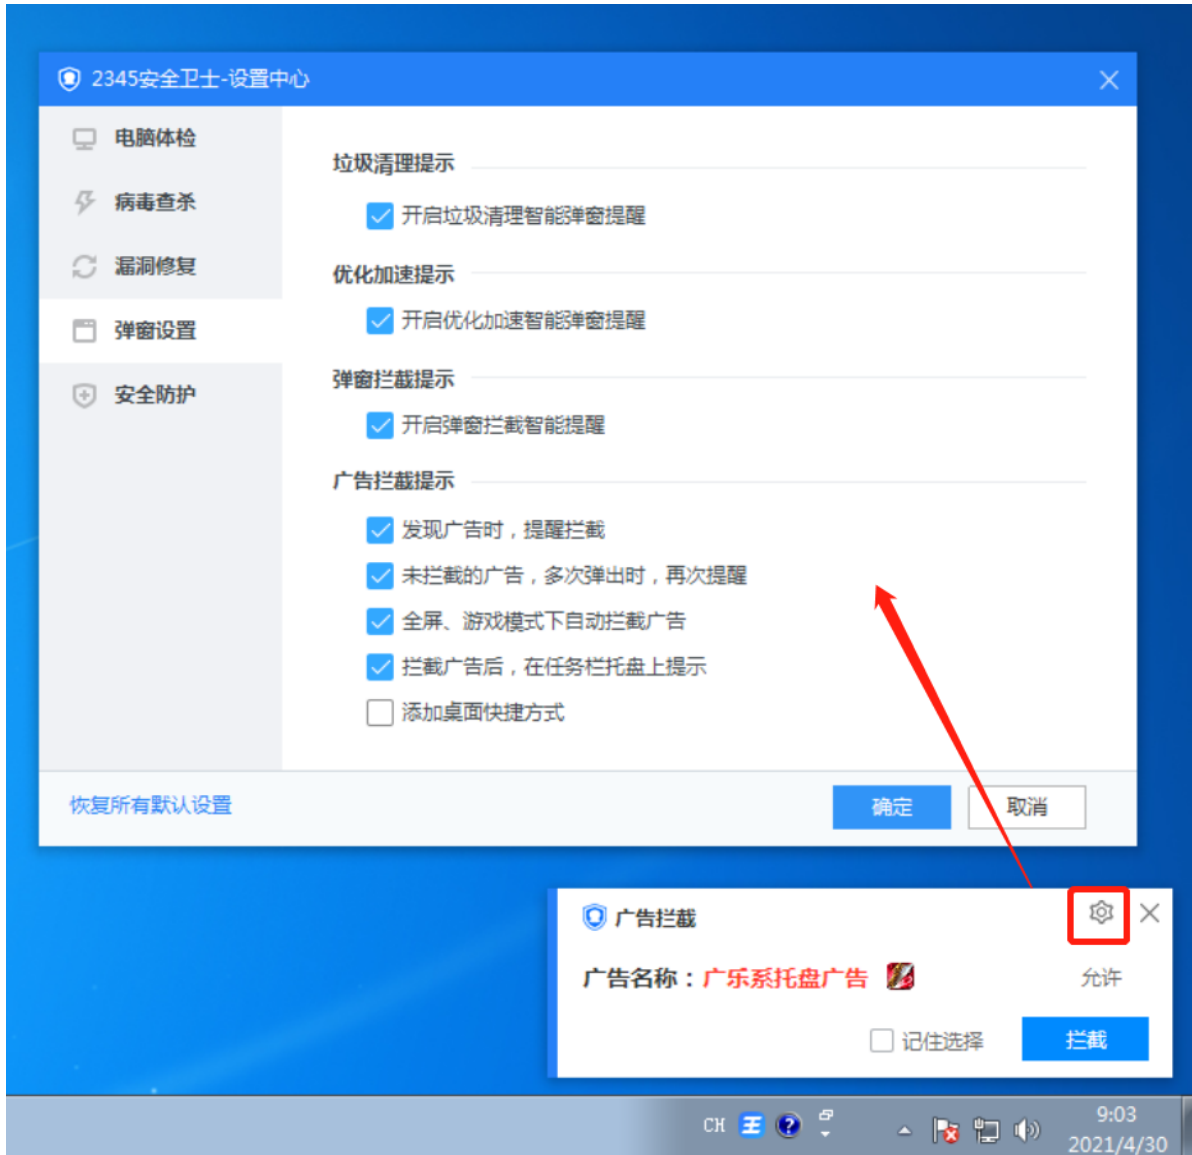 2345安全卫士-设置中心
电脑体检
病毒查杀
漏洞修复
弹窗设置
安全防护
垃圾清理提示
开启垃圾清理智能弹窗提醒
优化加速提示
开启优化加速智能弹窗提醒
弹窗拦截提示
开启弹窗拦截智能提醒
广告拦截提示
发现广告时，提醒拦截
未拦截的广告，多次弹出时，再次提醒
全屏、游戏模式下自动拦截广告
拦截广告后，在任务栏托盘上提示
添加桌面快捷方式
恢复所有默认设置
确定
取消
广告拦截
广告名称：广乐系托盘广告
允许
记住选择
拦截
CH 王 ?
9:03
2021/4/30